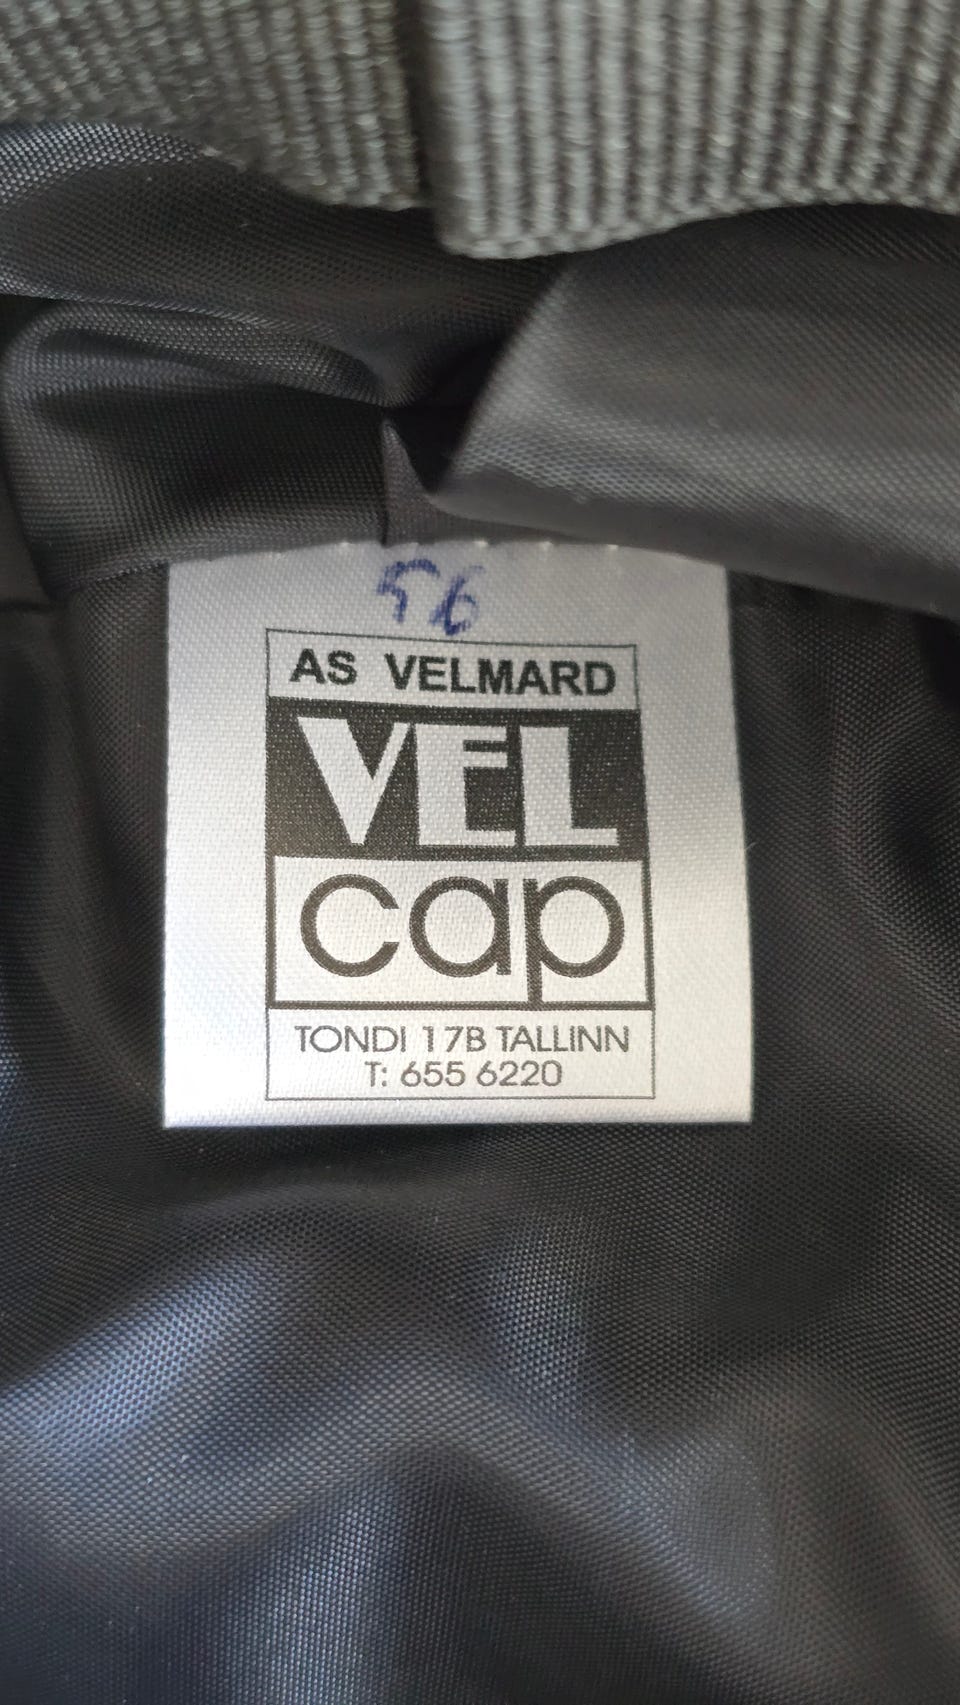 56
AS VELMARD
VEL
cap
TONDI 17B TALLINN
T: 655 6220